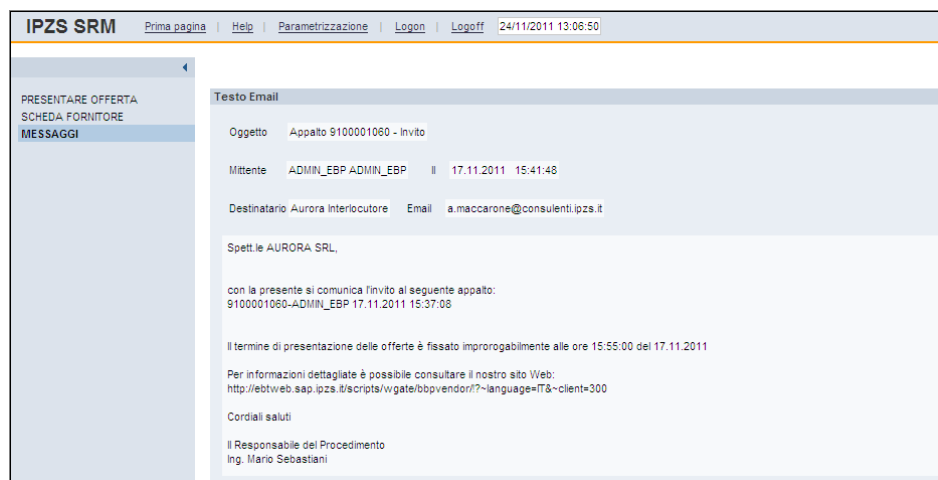 IPZS SRM Prima pagina | Help | Parametrizzazione | Logon | Logoff 24/11/2011 13:06:50
PRESENTARE OFFERTA
SCHEDA FORNITORE
MESSAGGI
Testo Email
Oggetto Appalto 9100001060 - Invito
Mittente ADMIN_EBP ADMIN_EBP Il 17.11.2011 15:41:48
Destinatario Aurora Interlocutore Email a.maccarone@consulenti.ipzs.it
Spett.le AURORA SRL,
con la presente si comunica l'invito al seguente appalto:
9100001060-ADMIN_EBP 17.11.2011 15:37:08
Il termine di presentazione delle offerte è fissato improrogabilmente alle ore 15:55:00 del 17.11.2011
Per informazioni dettagliate è possibile consultare il nostro sito Web:
http://ebtweb.sap.ipzs.it/scripts/wgate/bbpvendor/!?~language=IT&~client=300
Cordiali saluti
Il Responsabile del Procedimento
Ing. Mario Sebastiani